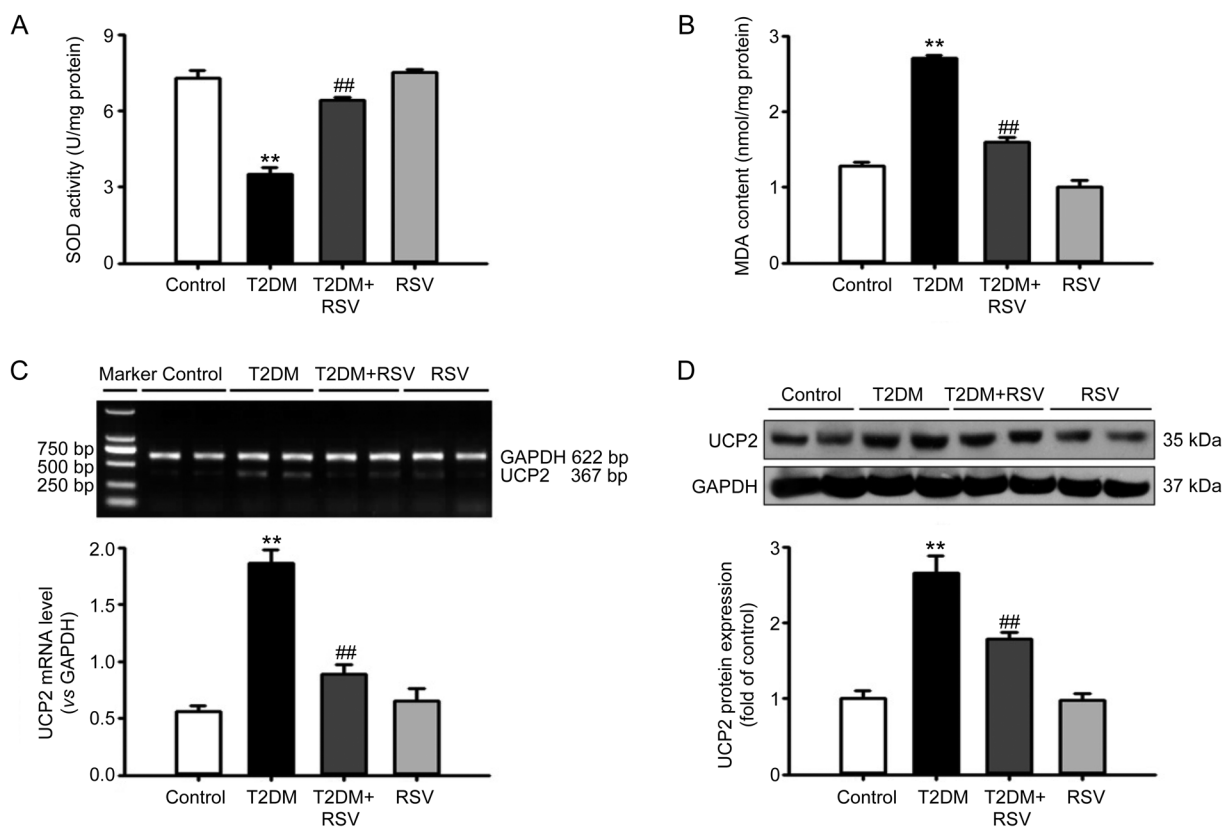 A
SOD activity (U/mg protein)
9
6
3
0
**
##
Control
T2DM
T2DM+
RSV
RSV
B
MDA content (nmol/mg protein)
3
2
1
0
**
##
Control
T2DM
T2DM+
RSV
RSV
C
Marker Control T2DM T2DM+RSV RSV
750 bp
500 bp
250 bp
GAPDH 622 bp
UCP2 367 bp
UCP2 mRNA level
(vs GAPDH)
2.0
1.5
1.0
0.5
0.0
**
##
Control
T2DM
T2DM+
RSV
RSV
D
Control T2DM T2DM+RSV RSV
UCP2 35 kDa
GAPDH 37 kDa
UCP2 protein expression
(fold of control)
3
2
1
0
**
##
Control
T2DM
T2DM+
RSV
RSV